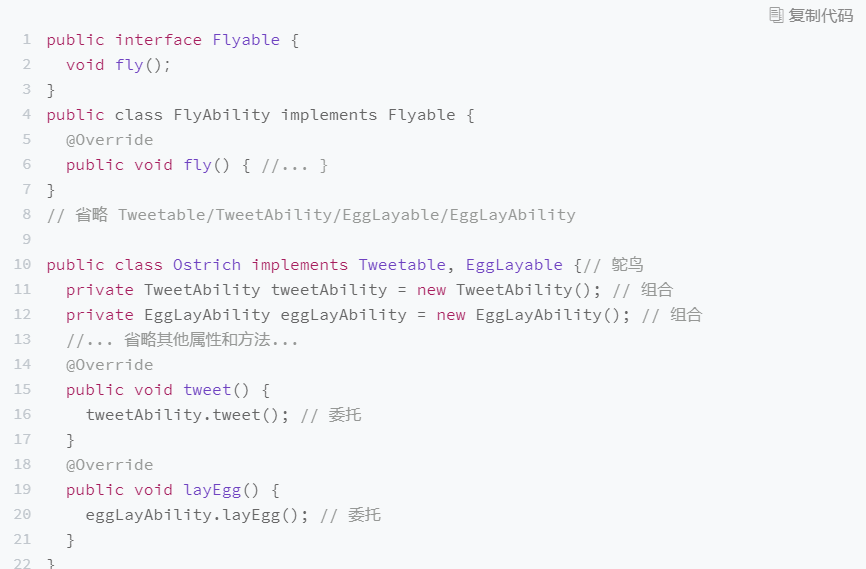 复制代码
1 public interface Flyable {
2   void fly();
3 }
4 public class FlyAbility implements Flyable {
5   @Override
6   public void fly() { //... }
7 }
8 // 省略 Tweetable/TweetAbility/EggLayable/EggLayAbility
9
10 public class Ostrich implements Tweetable, EggLayable {// 鸵鸟
11   private TweetAbility tweetAbility = new TweetAbility(); // 组合
12   private EggLayAbility eggLayAbility = new EggLayAbility(); // 组合
13   //... 省略其他属性和方法...
14   @Override
15   public void tweet() {
16     tweetAbility.tweet(); // 委托
17   }
18   @Override
19   public void layEgg() {
20     eggLayAbility.layEgg(); // 委托
21   }
22 }